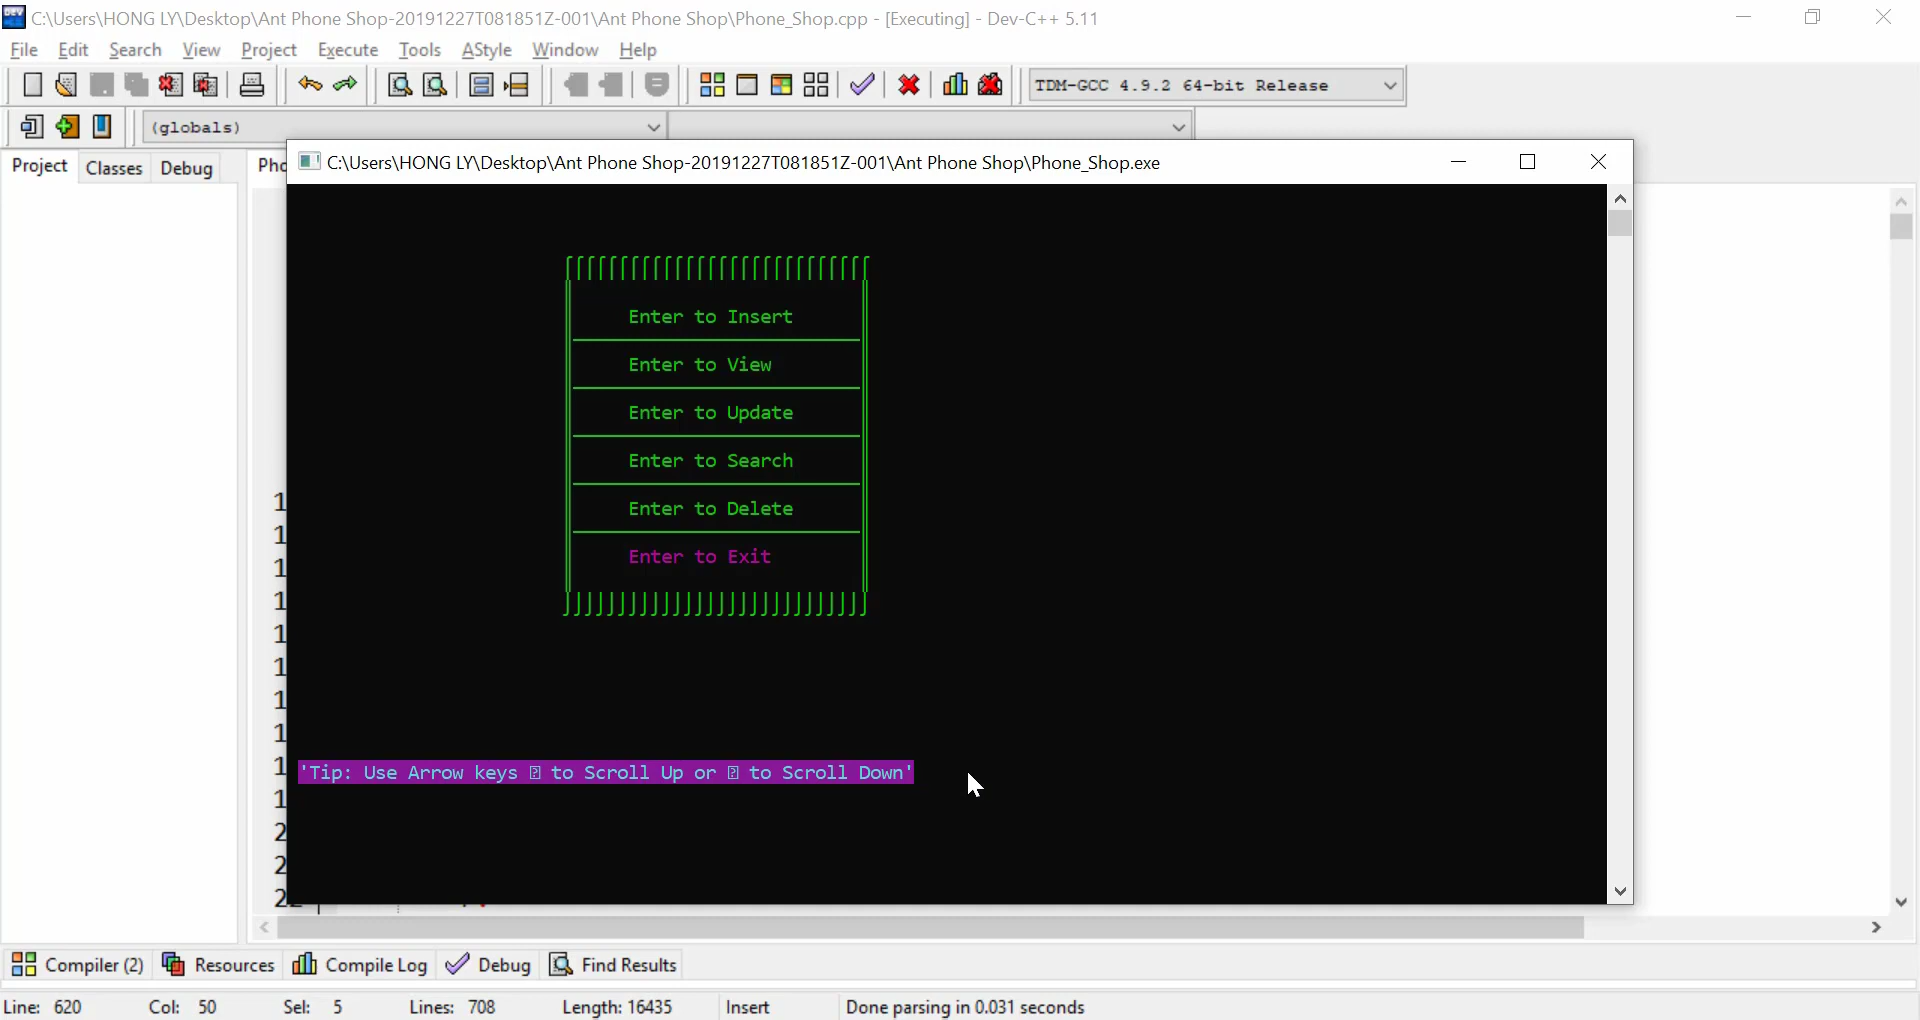 C:\Users\HONG LY\Desktop\Ant Phone Shop-20191227T081851Z-001\Ant Phone Shop\Phone_Shop.cpp - [Executing] - Dev-C++ 5.11
File Edit Search View Project Execute Tools AStyle Window Help
TDM-GCC 4.9.2 64-bit Release
(globals)
Project Classes Debug
C:\Users\HONG LY\Desktop\Ant Phone Shop-20191227T081851Z-001\Ant Phone Shop\Phone_Shop.exe
Enter to Insert
Enter to View
Enter to Update
Enter to Search
Enter to Delete
Enter to Exit
'Tip: Use Arrow keys to Scroll Up or to Scroll Down'
Compiler (2) Resources Compile Log Debug Find Results
Line: 620 Col: 50 Sel: 5 Lines: 708 Length: 16435 Insert Done parsing in 0.031 seconds